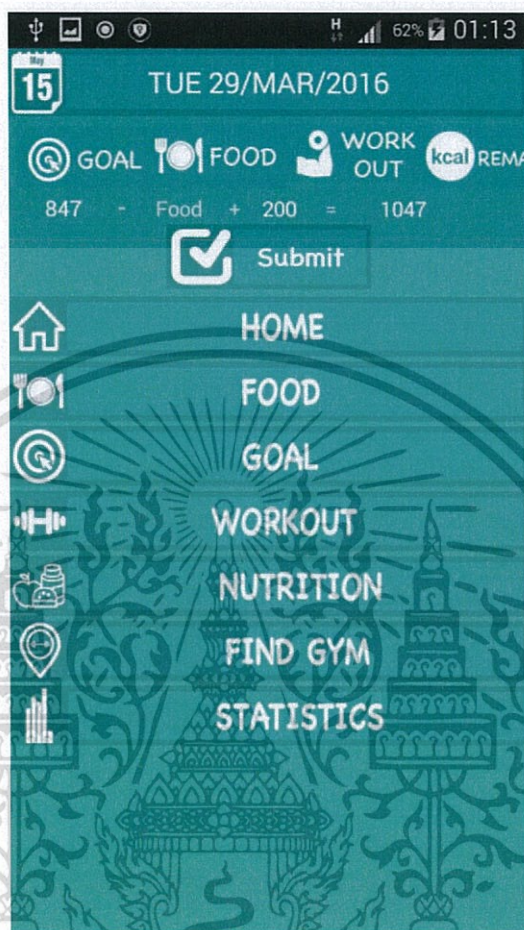 H 62% 01:13
May
15 TUE 29/MAR/2016
GOAL FOOD WORK OUT kcal REMA
847 - Food + 200 = 1047
Submit
HOME
FOOD
GOAL
WORKOUT
NUTRITION
FIND GYM
STATISTICS